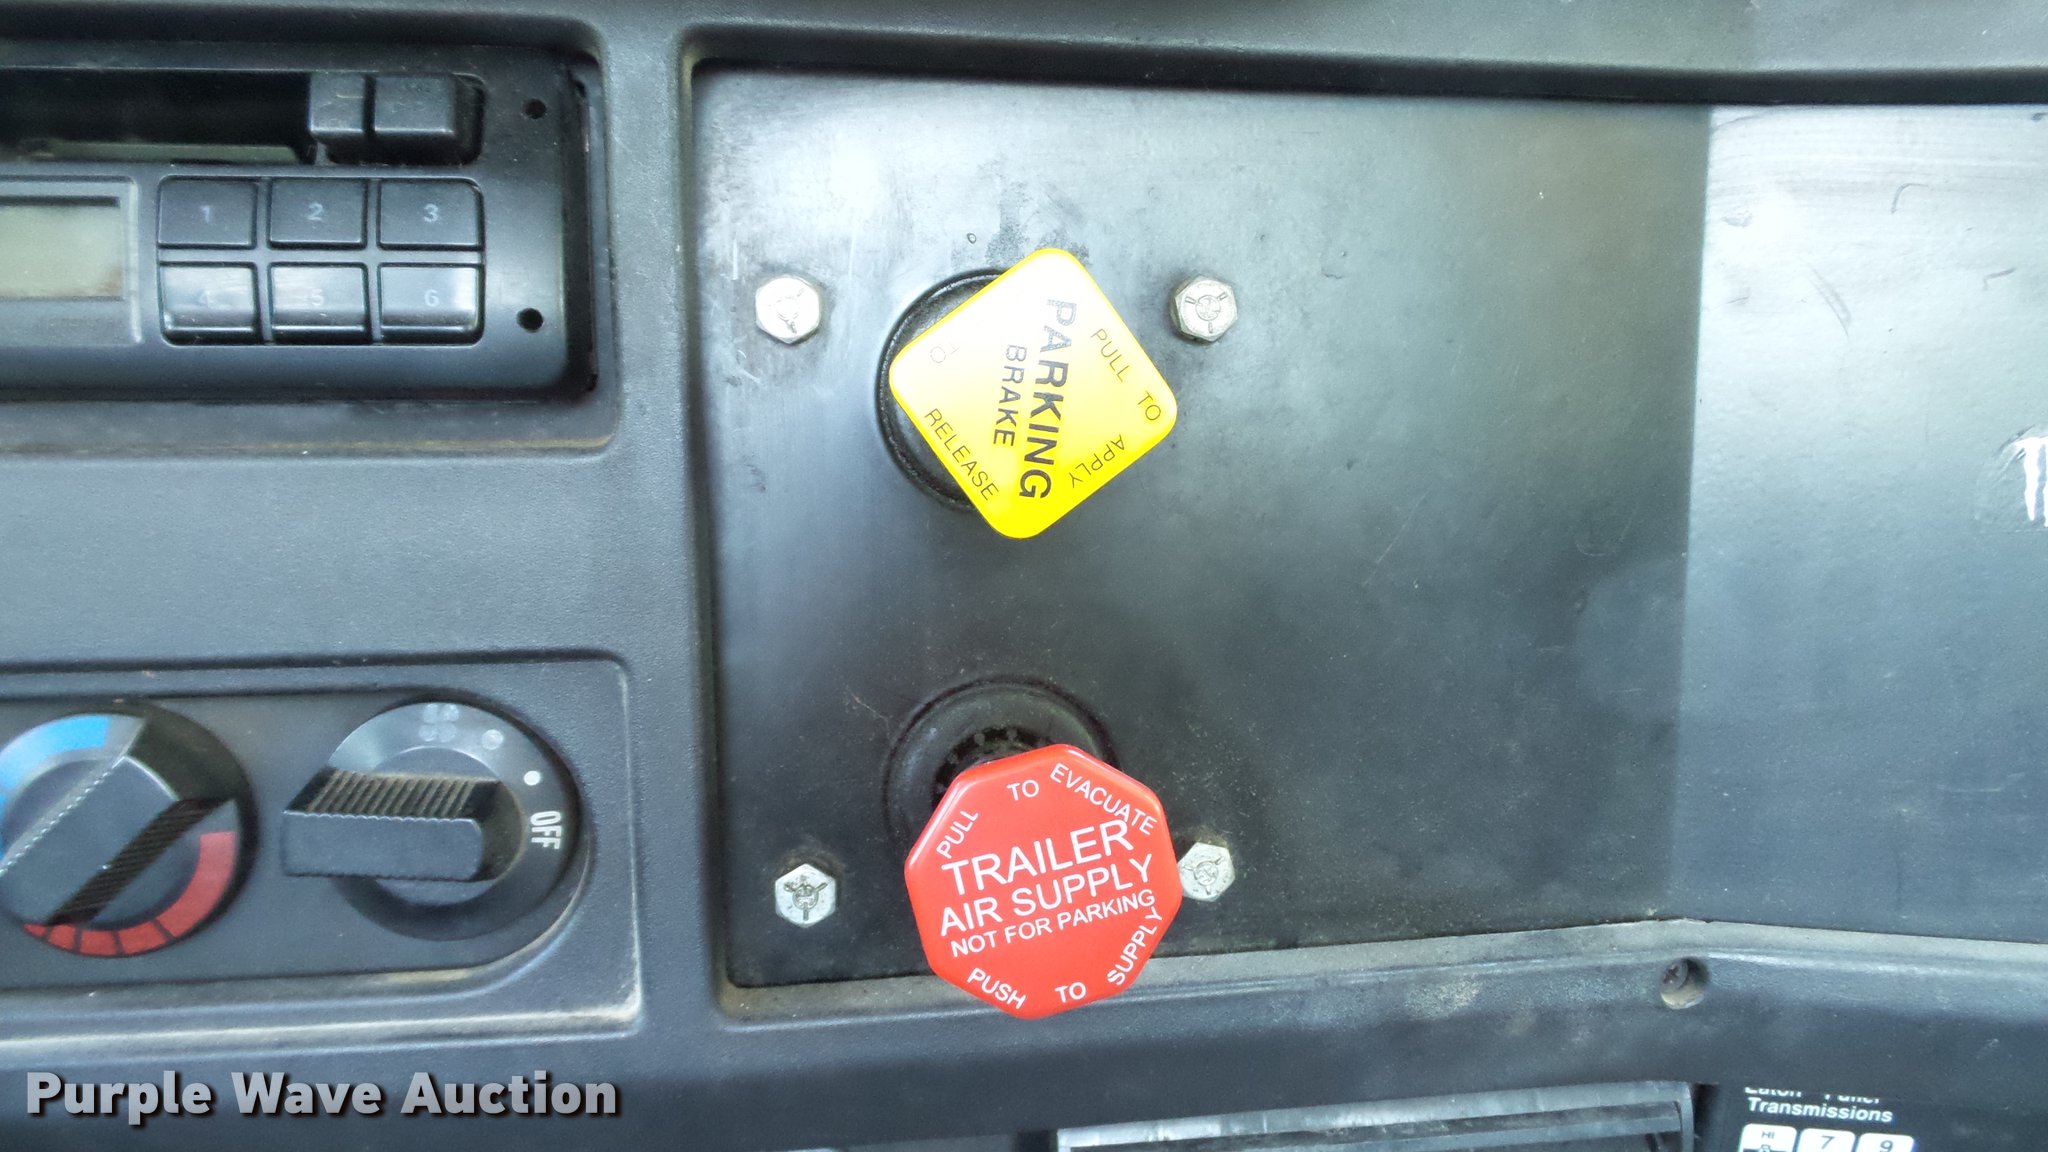 1 2 3
4 5 6
PULL TO APPLY
PARKING
BRAKE
RELEASE
OFF
PULL TO EVACUATE
TRAILER
AIR SUPPLY
NOT FOR PARKING
PUSH TO SUPPLY
Transmissions
HI 7 9
Purple Wave Auction